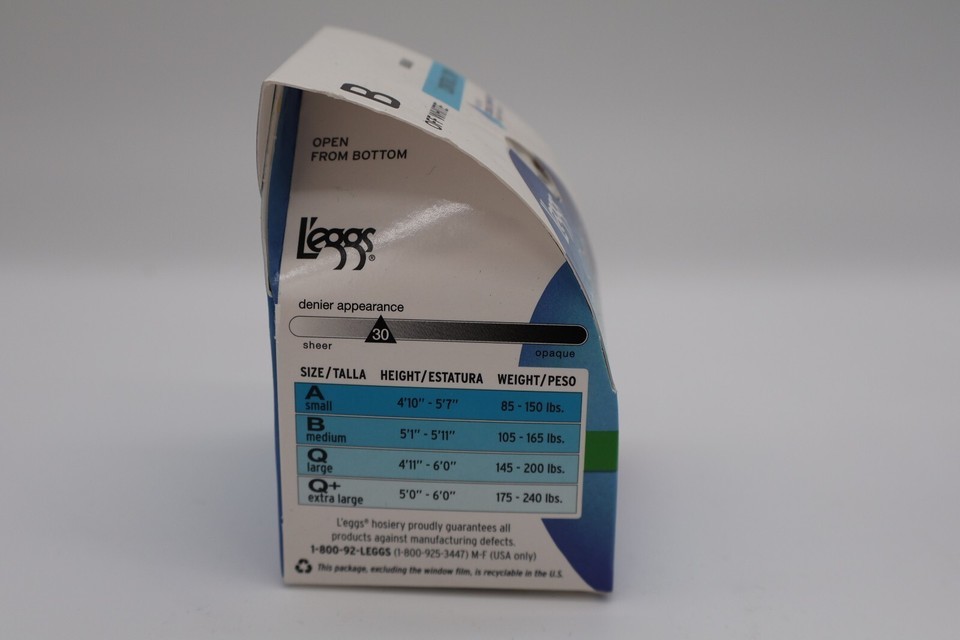 B
OFF WHITE
OPEN
FROM BOTTOM
L'eggs®
denier appearance
30
sheer
opaque
SIZE/TALLA HEIGHT/ESTATURA WEIGHT/PESO
A
small 4'10" - 5'7" 85 - 150 lbs.
B
medium 5'1" - 5'11" 105 - 165 lbs.
Q
large 4'11" - 6'0" 145 - 200 lbs.
Q+
extra large 5'0" - 6'0" 175 - 240 lbs.
L'eggs® hosiery proudly guarantees all
products against manufacturing defects.
1-800-92-LEGGS (1-800-925-3447) M-F (USA only)
This package, excluding the window film, is recyclable in the U.S.